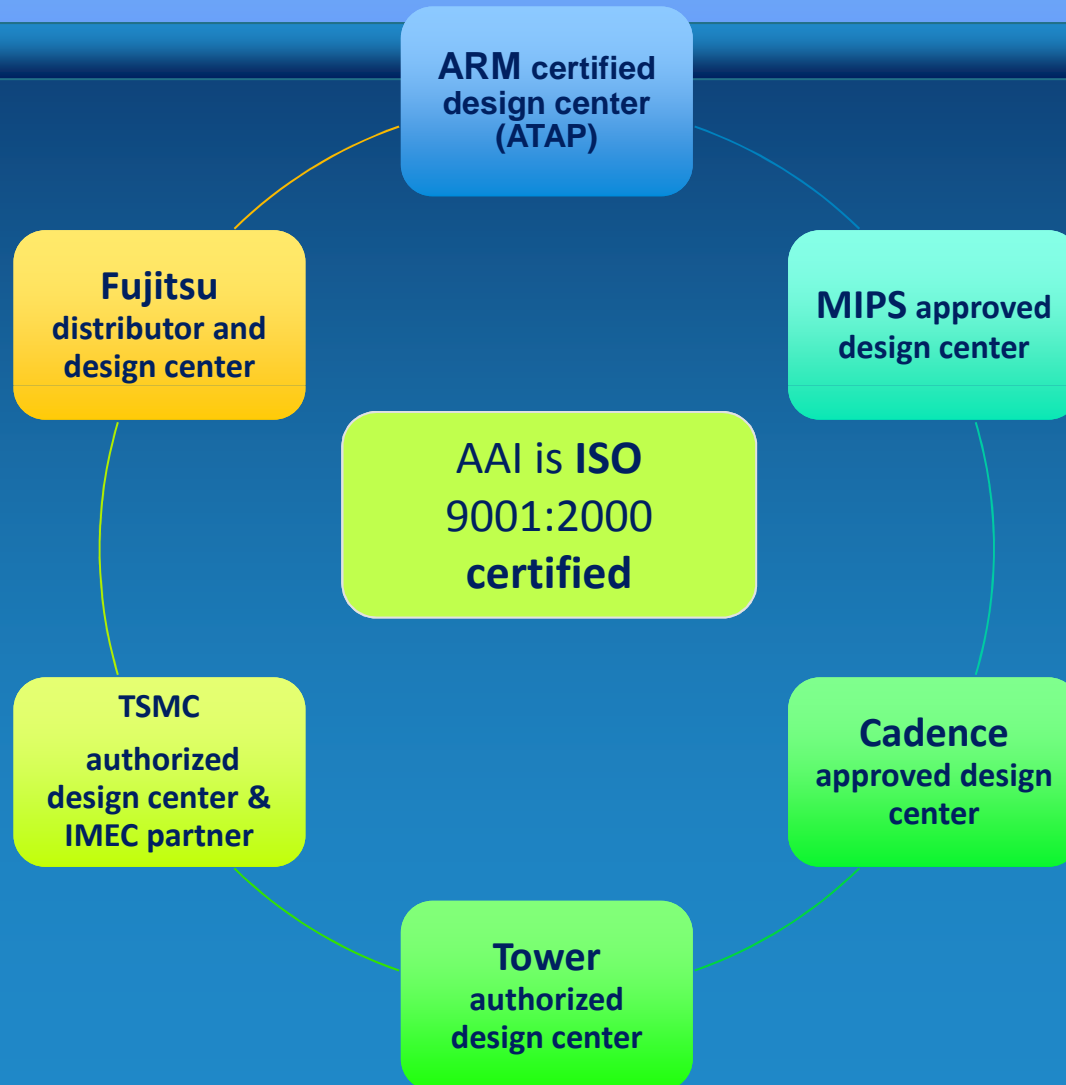 ARM certified
design center
(ATAP)
Fujitsu
distributor and
design center
MIPS approved
design center
AAI is ISO
9001:2000
certified
TSMC
authorized
design center &
IMEC partner
Cadence
approved design
center
Tower
authorized
design center